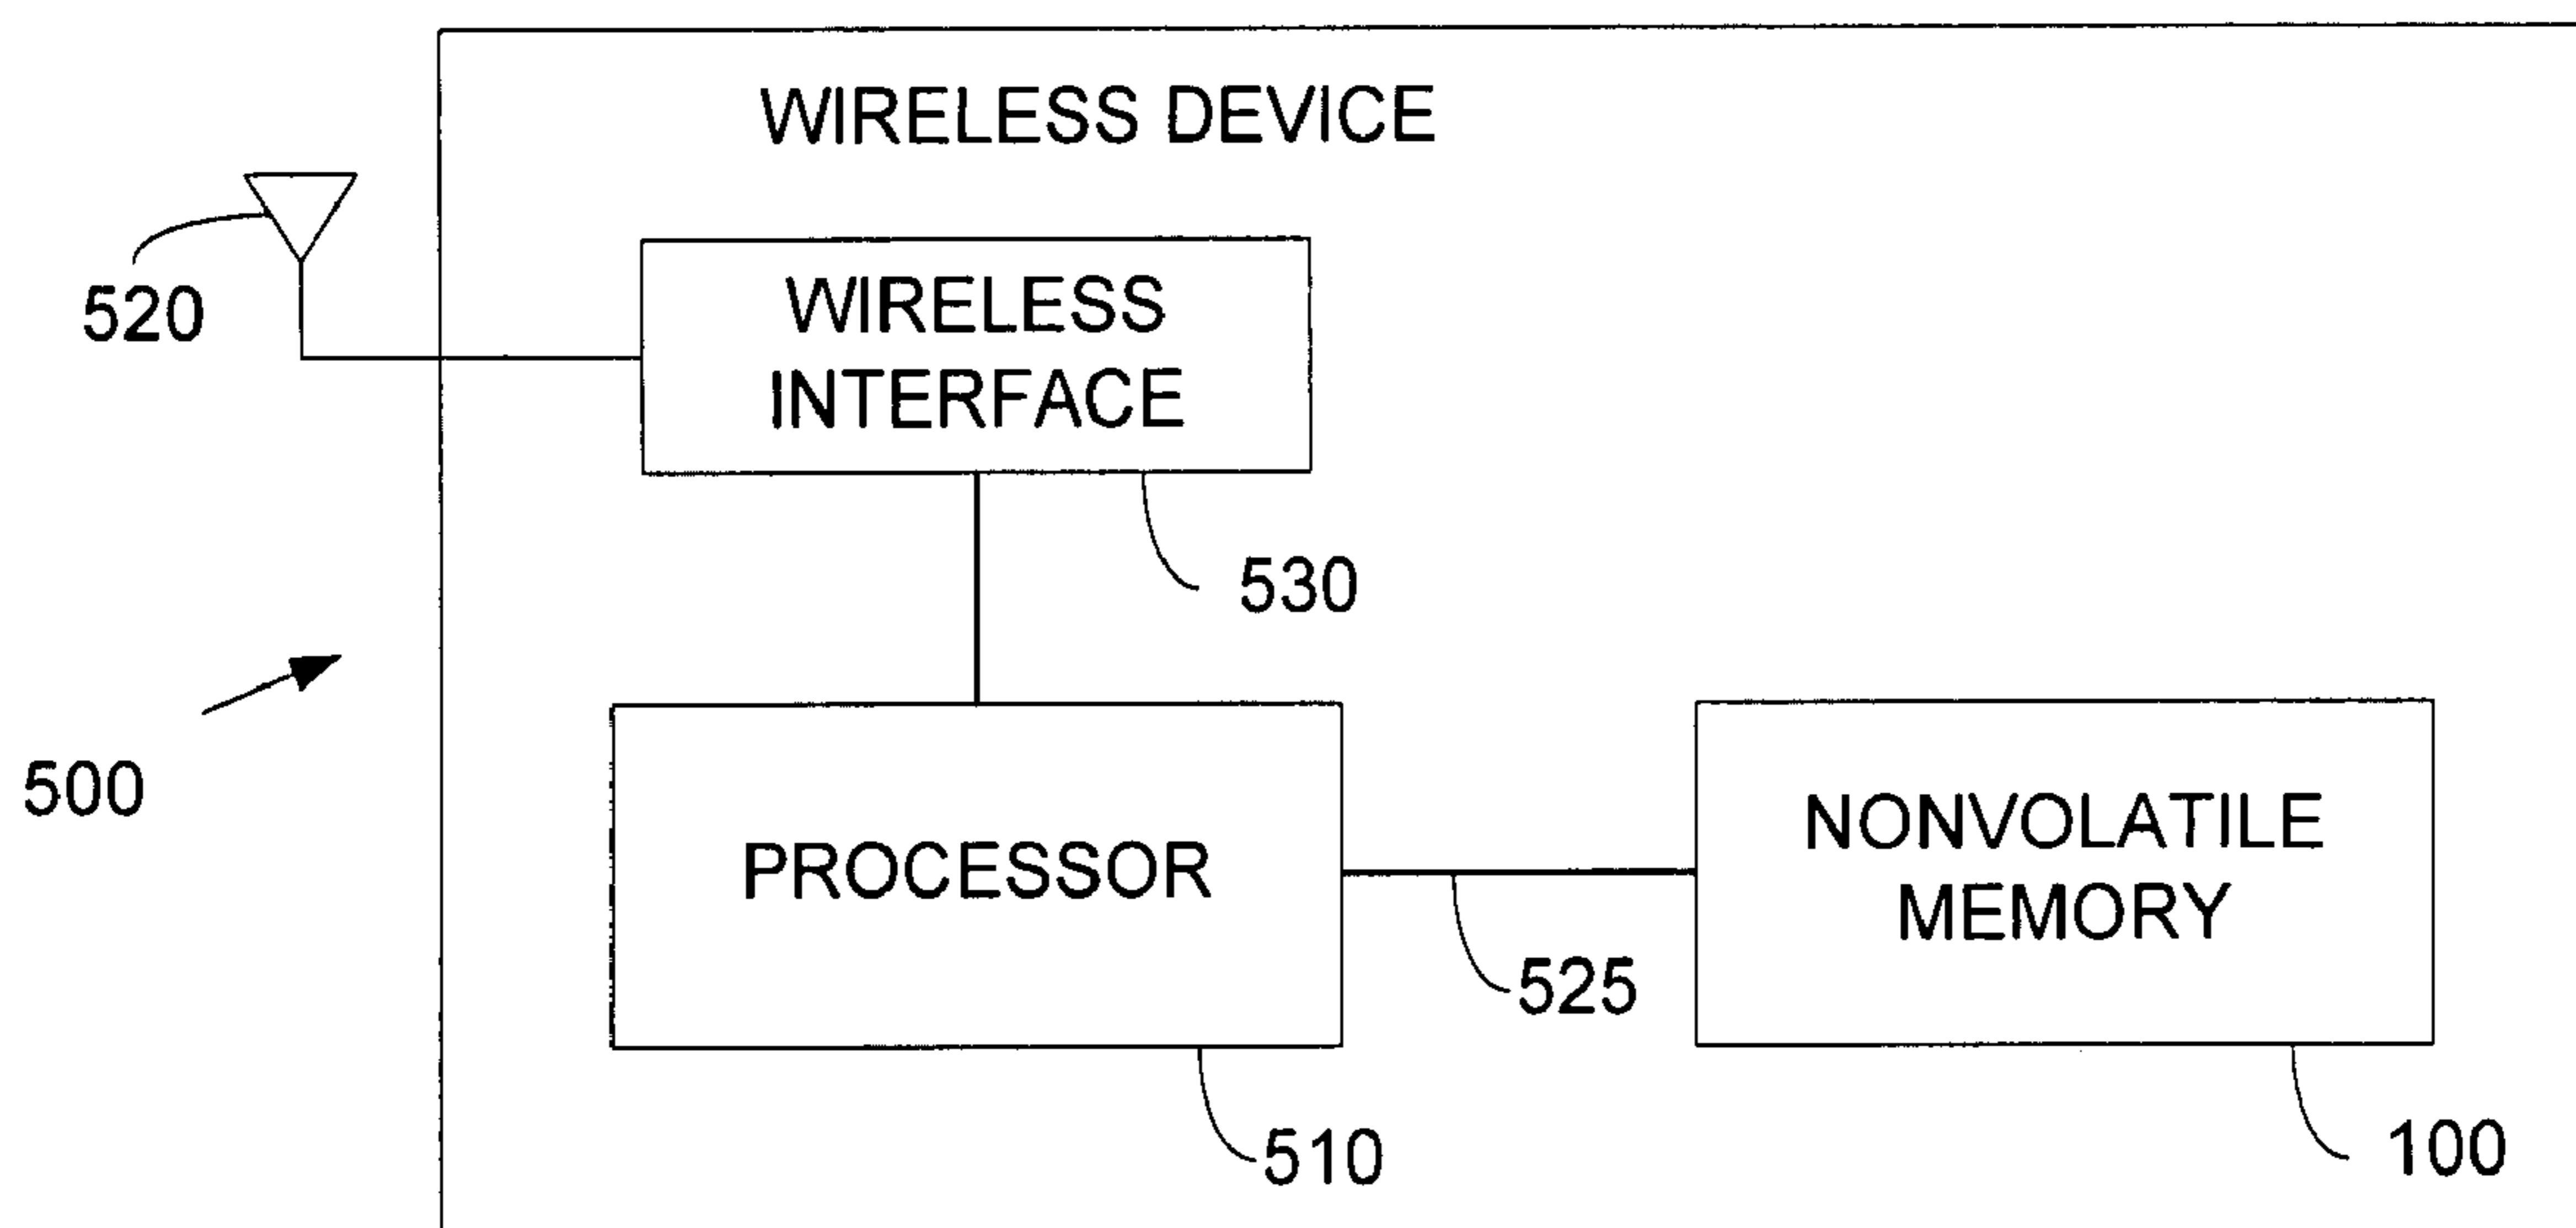 WIRELESS DEVICE
520
WIRELESS
INTERFACE
530
500
PROCESSOR
525
NONVOLATILE
MEMORY
510
100